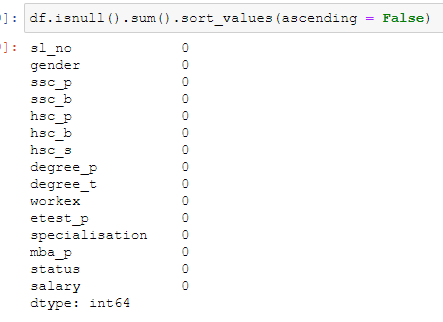 ]: df.isnull().sum().sort_values(ascending = False)
]: sl_no 0
gender 0
ssc_p 0
ssc_b 0
hsc_p 0
hsc_b 0
hsc_s 0
degree_p 0
degree_t 0
workex 0
etest_p 0
specialisation 0
mba_p 0
status 0
salary 0
dtype: int64